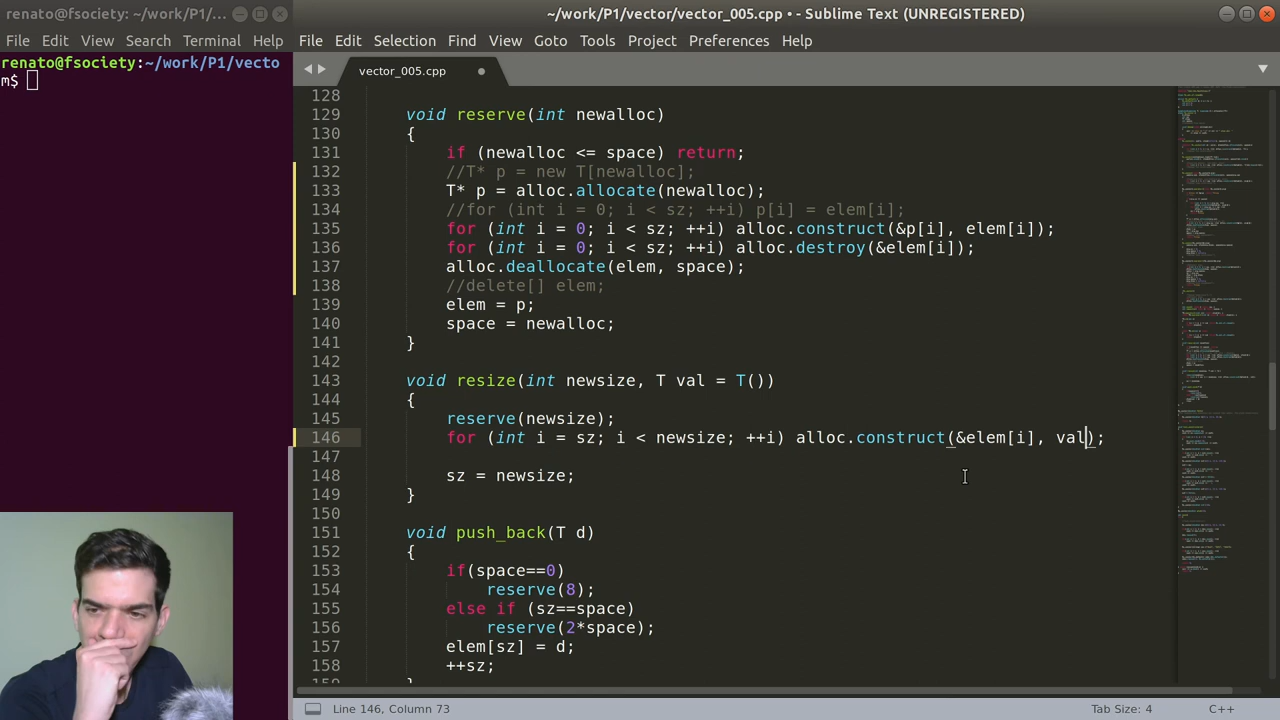 renato@fsociety: ~/work/P1/...
File Edit View Search Terminal Help
renato@fsociety:~/work/P1/vecto
m$
~/work/P1/vector/vector_005.cpp • - Sublime Text (UNREGISTERED)
File Edit Selection Find View Goto Tools Project Preferences Help
vector_005.cpp
128
129 void reserve(int newalloc)
130 {
131 if (newalloc <= space) return;
132 //T* p = new T[newalloc];
133 T* p = alloc.allocate(newalloc);
134 //for (int i = 0; i < sz; ++i) p[i] = elem[i];
135 for (int i = 0; i < sz; ++i) alloc.construct(&p[i], elem[i]);
136 for (int i = 0; i < sz; ++i) alloc.destroy(&elem[i]);
137 alloc.deallocate(elem, space);
138 //delete[] elem;
139 elem = p;
140 space = newalloc;
141 }
142
143 void resize(int newsize, T val = T())
144 {
145 reserve(newsize);
146 for (int i = sz; i < newsize; ++i) alloc.construct(&elem[i], val);
147
148 sz = newsize;
149 }
150
151 void push_back(T d)
152 {
153 if(space==0)
154 reserve(8);
155 else if (sz==space)
156 reserve(2*space);
157 elem[sz] = d;
158 ++sz;
159 }
Line 146, Column 73
Tab Size: 4
C++